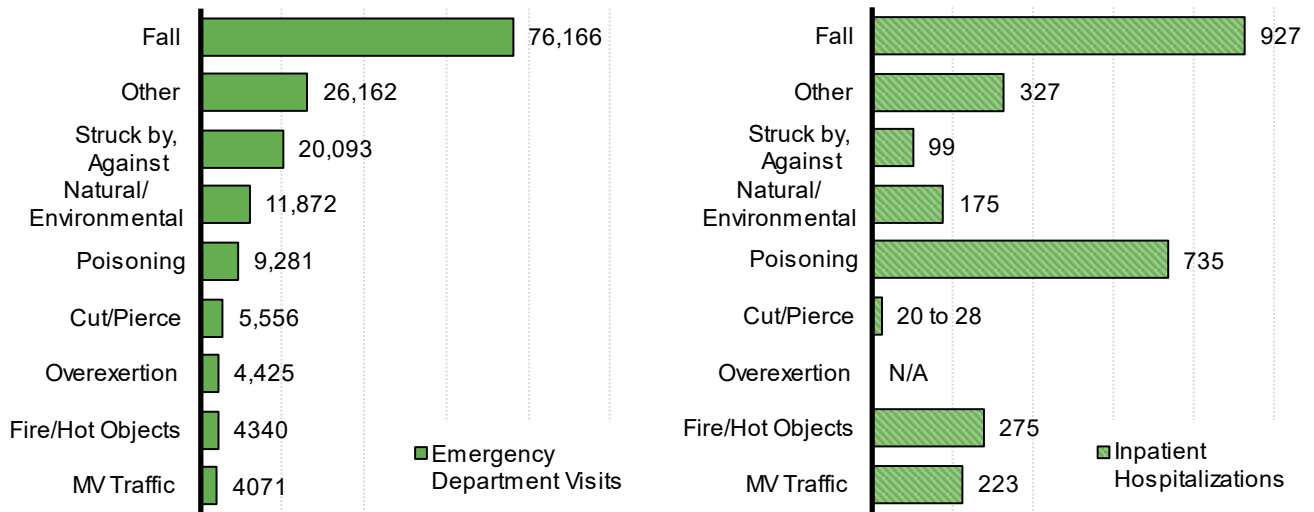 Fall
76,166
Other
26,162
Struck by,
Against
20,093
Natural/
Environmental
11,872
Poisoning
9,281
Cut/Pierce
5,556
Overexertion
4,425
Fire/Hot Objects
4340
MV Traffic
4071
Emergency
Department Visits
Fall
927
Other
327
Struck by,
Against
99
Natural/
Environmental
175
Poisoning
735
Cut/Pierce
20 to 28
Overexertion
N/A
Fire/Hot Objects
275
MV Traffic
223
Inpatient
Hospitalizations